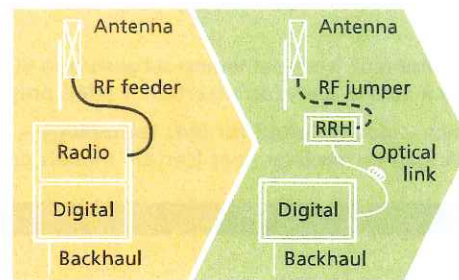 Antenna
RF feeder
Radio
Digital
Backhaul
Antenna
RF jumper
RRH
Optical
link
Digital
Backhaul